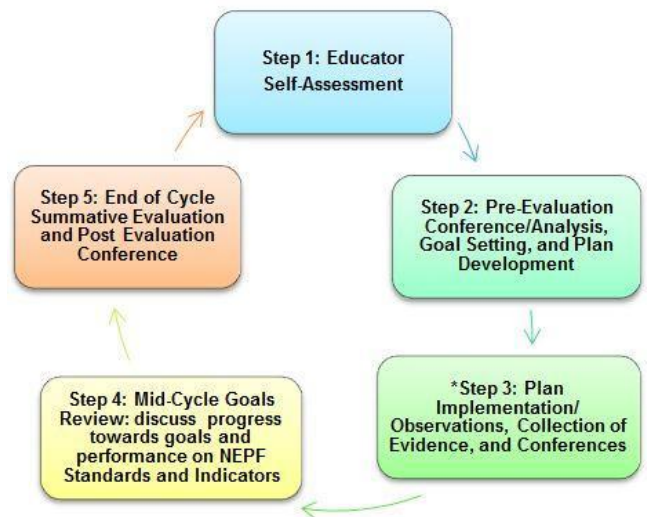 Step 1: Educator
Self-Assessment
Step 2: Pre-Evaluation
Conference/Analysis,
Goal Setting, and Plan
Development
*Step 3: Plan
Implementation/
Observations, Collection of
Evidence, and Conferences
Step 4: Mid-Cycle Goals
Review: discuss progress
towards goals and
performance on NEPF
Standards and Indicators
Step 5: End of Cycle
Summative Evaluation
and Post Evaluation
Conference